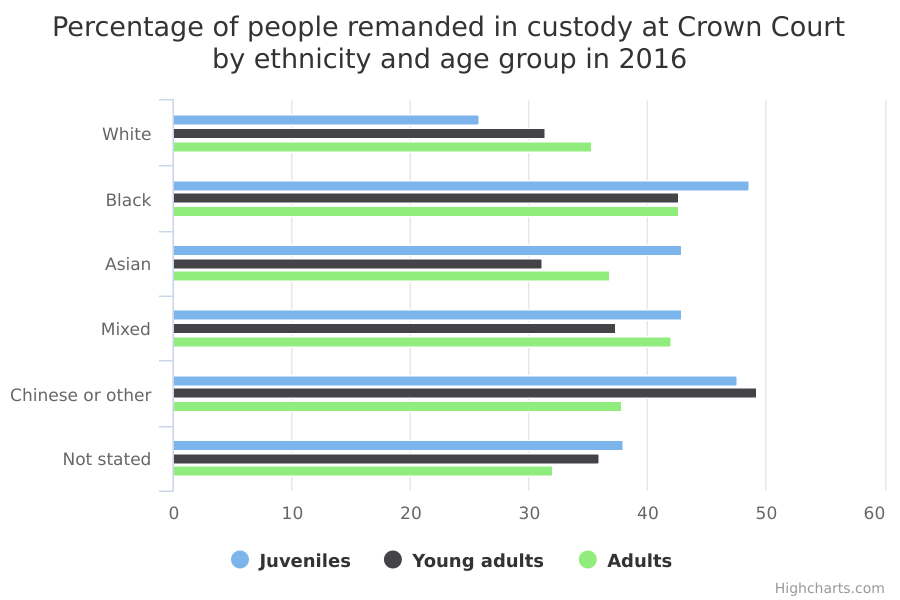 Percentage of people remanded in custody at Crown Court
by ethnicity and age group in 2016
White
Black
Asian
Mixed
Chinese or other
Not stated
0 10 20 30 40 50 60
Juveniles Young adults Adults
Highcharts.com